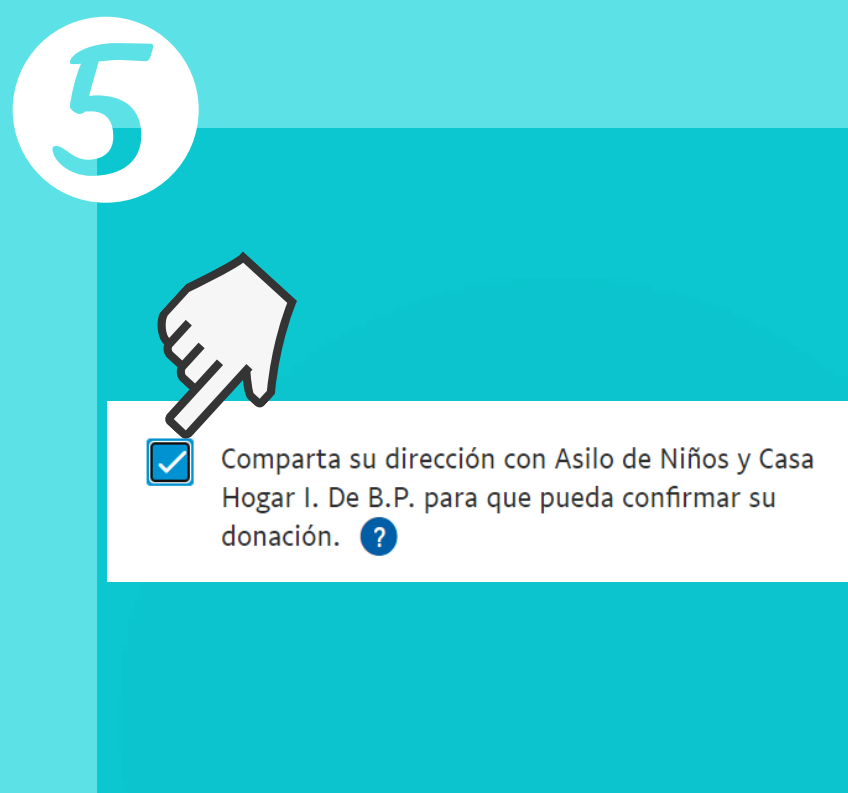 5
Comparta su dirección con Asilo de Niños y Casa
Hogar I. De B.P. para que pueda confirmar su
donación. ?